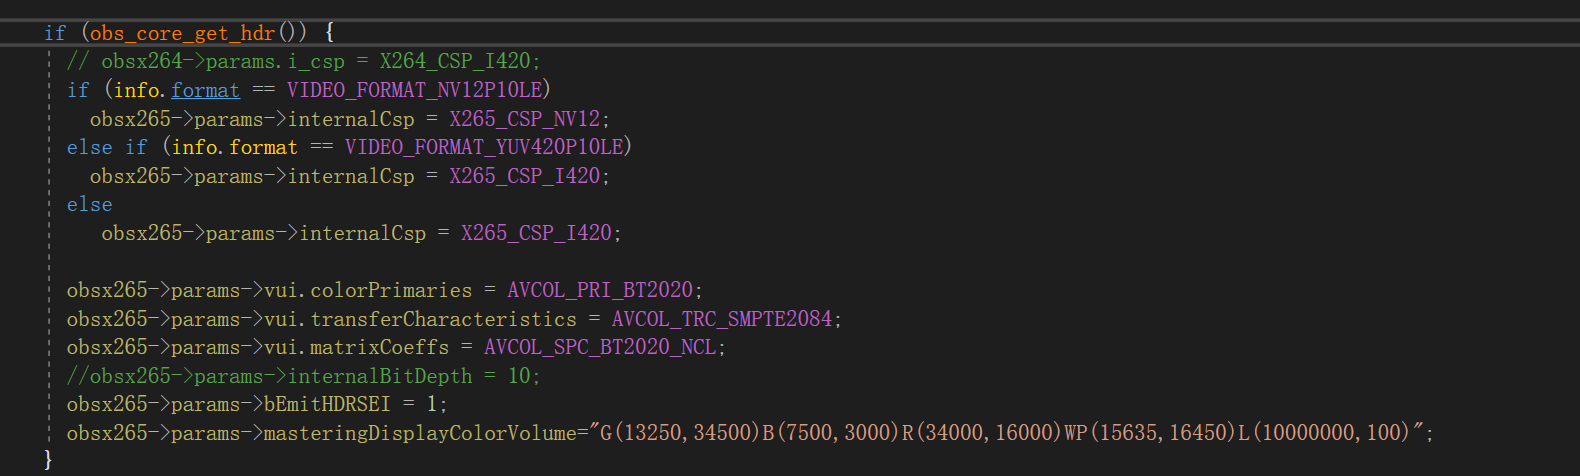 if (obs_core_get_hdr()) {
// obsx264->params.i_csp = X264_CSP_I420;
if (info.format == VIDEO_FORMAT_NV12P10LE)
obsx265->params->internalCsp = X265_CSP_NV12;
else if (info.format == VIDEO_FORMAT_YUV420P10LE)
obsx265->params->internalCsp = X265_CSP_I420;
else
obsx265->params->internalCsp = X265_CSP_I420;
obsx265->params->vui.colorPrimaries = AVCOL_PRI_BT2020;
obsx265->params->vui.transferCharacteristics = AVCOL_TRC_SMPTE2084;
obsx265->params->vui.matrixCoeffs = AVCOL_SPC_BT2020_NCL;
//obsx265->params->internalBitDepth = 10;
obsx265->params->bEmitHDRSEI = 1;
obsx265->params->masteringDisplayColorVolume="G(13250,34500)B(7500,3000)R(34000,16000)WP(15635,16450)L(10000000,100)";
}